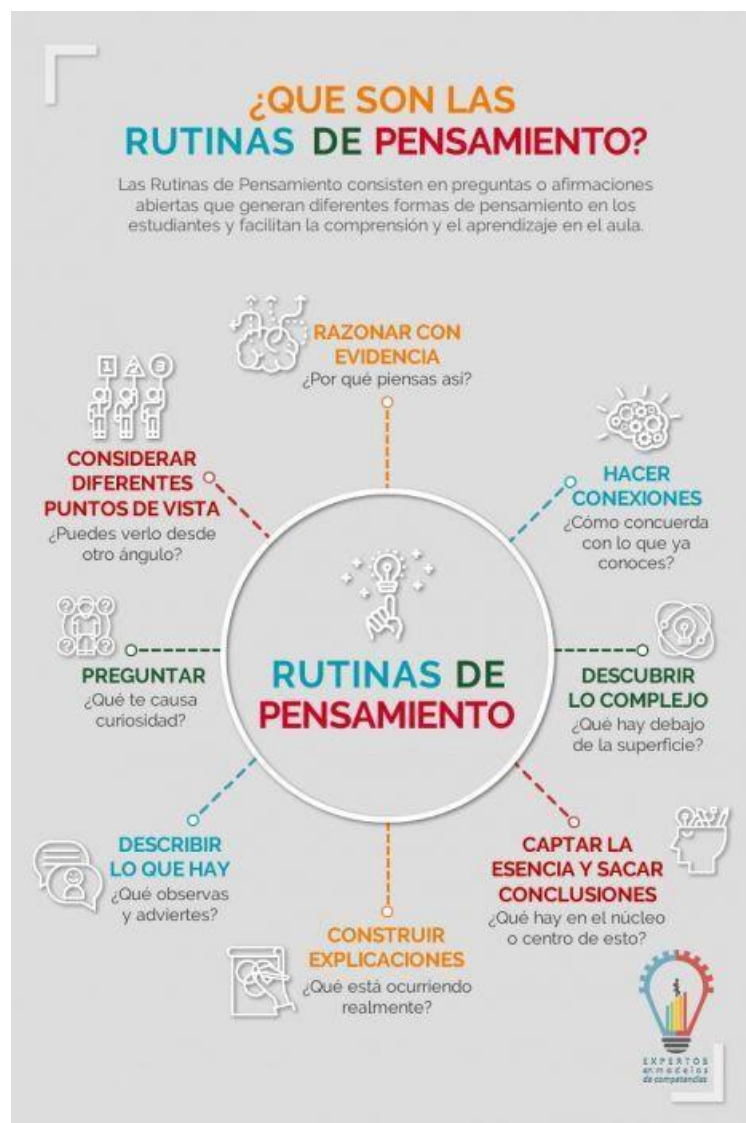 ¿QUE SON LAS
RUTINAS DE PENSAMIENTO?
Las Rutinas de Pensamiento consisten en preguntas o afirmaciones
abiertas que generan diferentes formas de pensamiento en los
estudiantes y facilitan la comprensión y el aprendizaje en el aula.
RAZONAR CON
EVIDENCIA
¿Por qué piensas así?
HACER
CONEXIONES
¿Cómo concuerda
con lo que ya
conoces?
DESCUBRIR
LO COMPLEJO
¿Qué hay debajo
de la superficie?
CAPTAR LA
ESENCIA Y SACAR
CONCLUSIONES
¿Qué hay en el núcleo
o centro de esto?
CONSTRUIR
EXPLICACIONES
¿Qué está ocurriendo
realmente?
DESCRIBIR
LO QUE HAY
¿Qué observas
y adviertes?
PREGUNTAR
¿Qué te causa
curiosidad?
1 2 3
CONSIDERAR
DIFERENTES
PUNTOS DE VISTA
¿Puedes verlo desde
otro ángulo?
RUTINAS DE
PENSAMIENTO
EXPERTOS
en modelos
de competencias